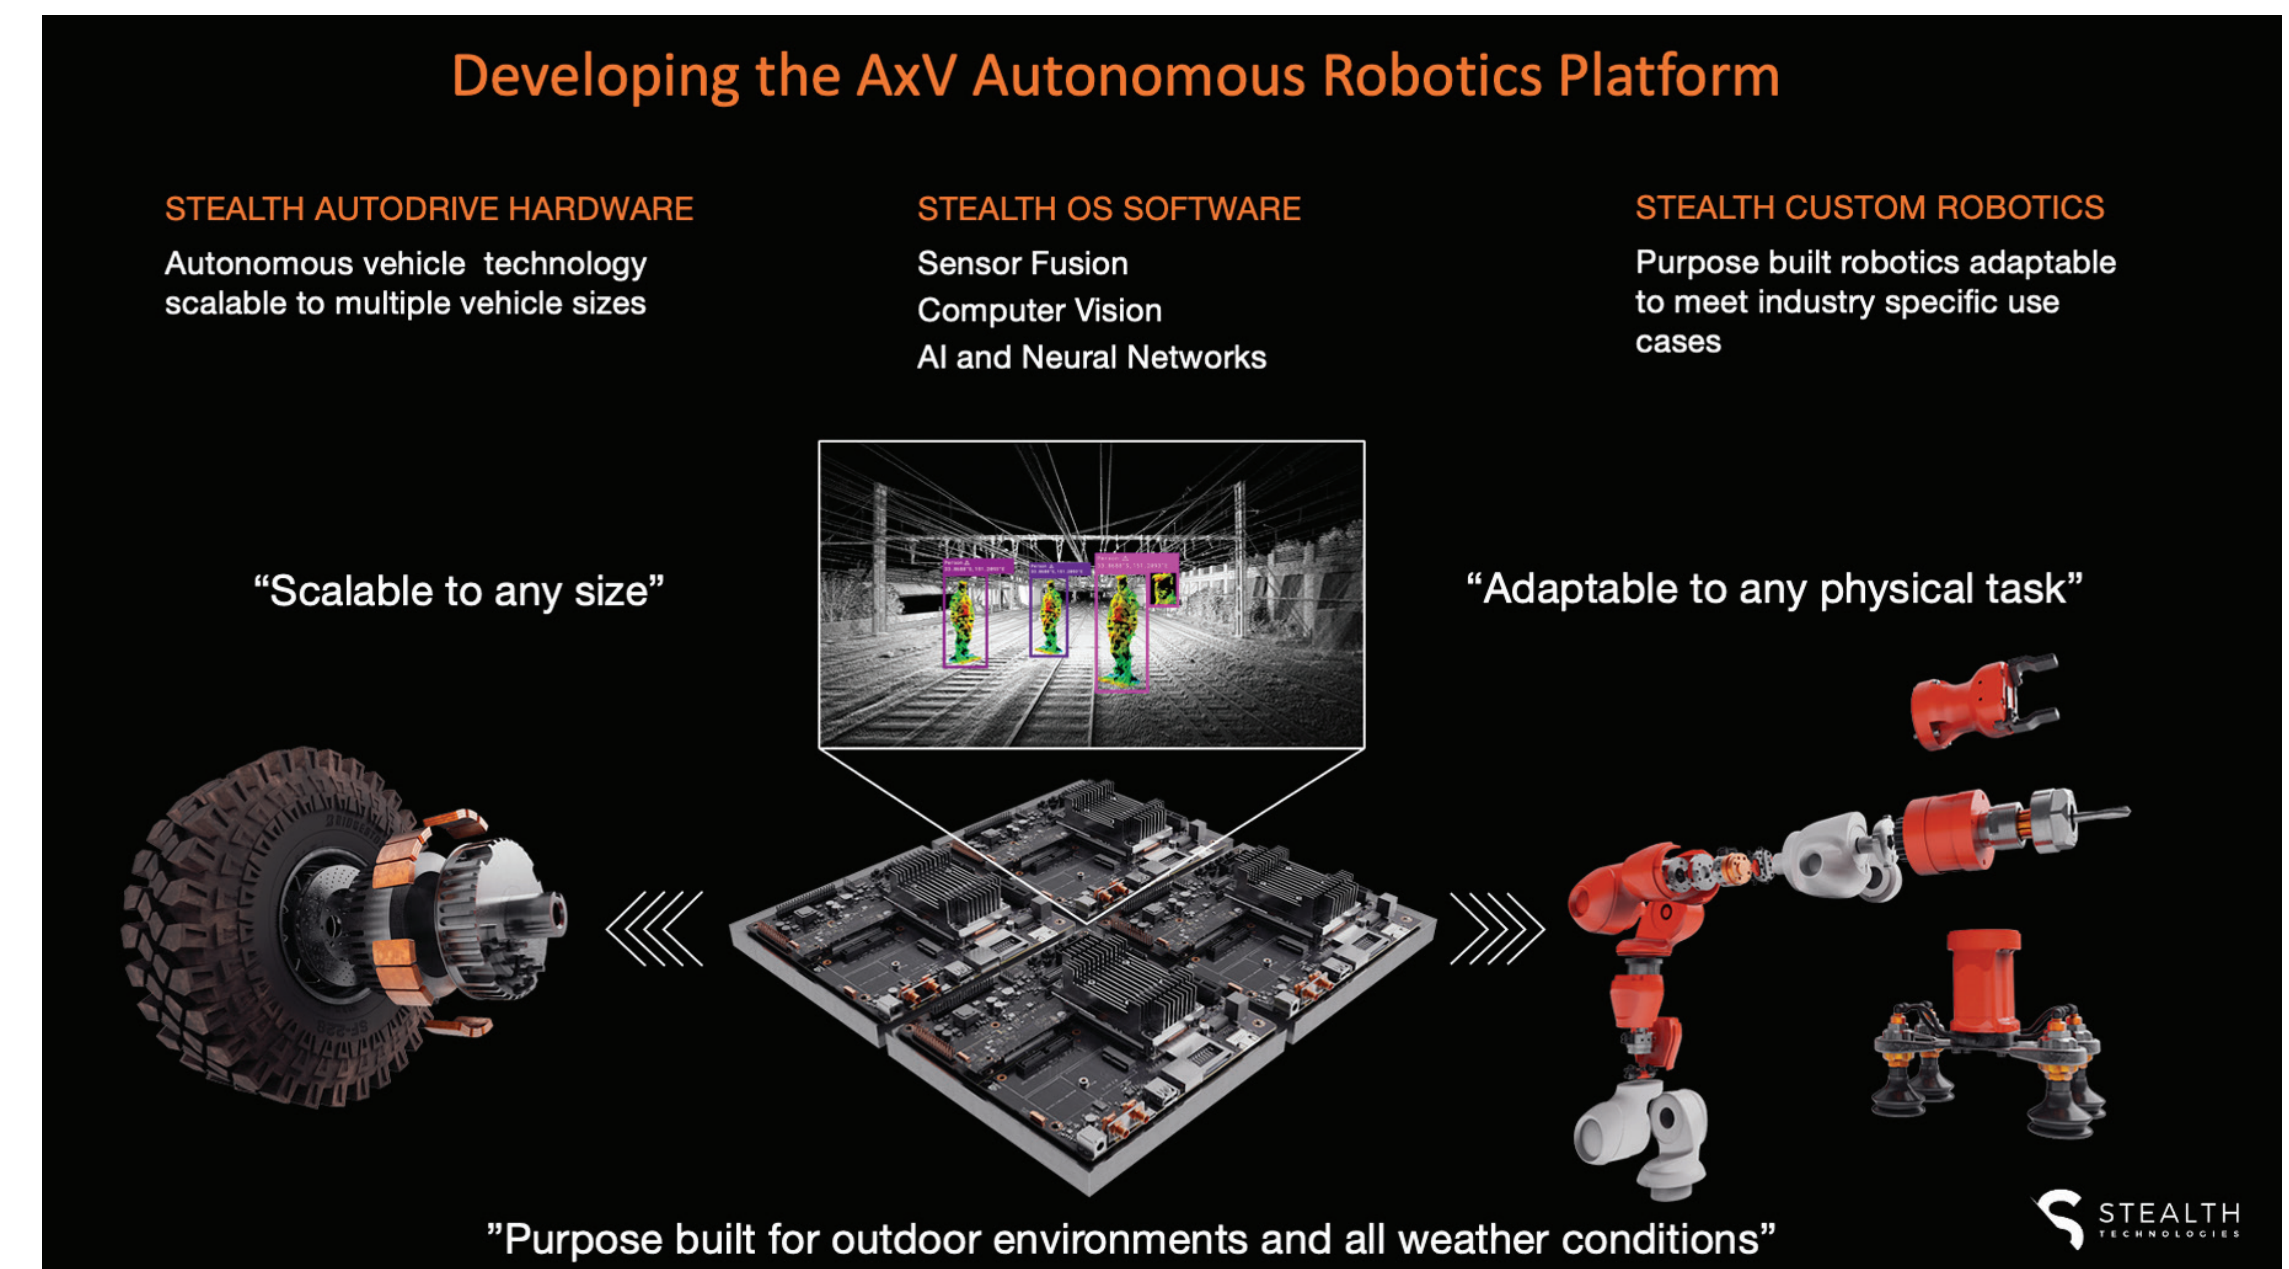 Developing the AxV Autonomous Robotics Platform
STEALTH AUTODRIVE HARDWARE
Autonomous vehicle technology
scalable to multiple vehicle sizes
STEALTH OS SOFTWARE
Sensor Fusion
Computer Vision
AI and Neural Networks
STEALTH CUSTOM ROBOTICS
Purpose built robotics adaptable
to meet industry specific use
cases
“Scalable to any size”
Person
Person
Person
“Adaptable to any physical task”
”Purpose built for outdoor environments and all weather conditions”
STEALTH
TECHNOLOGIES